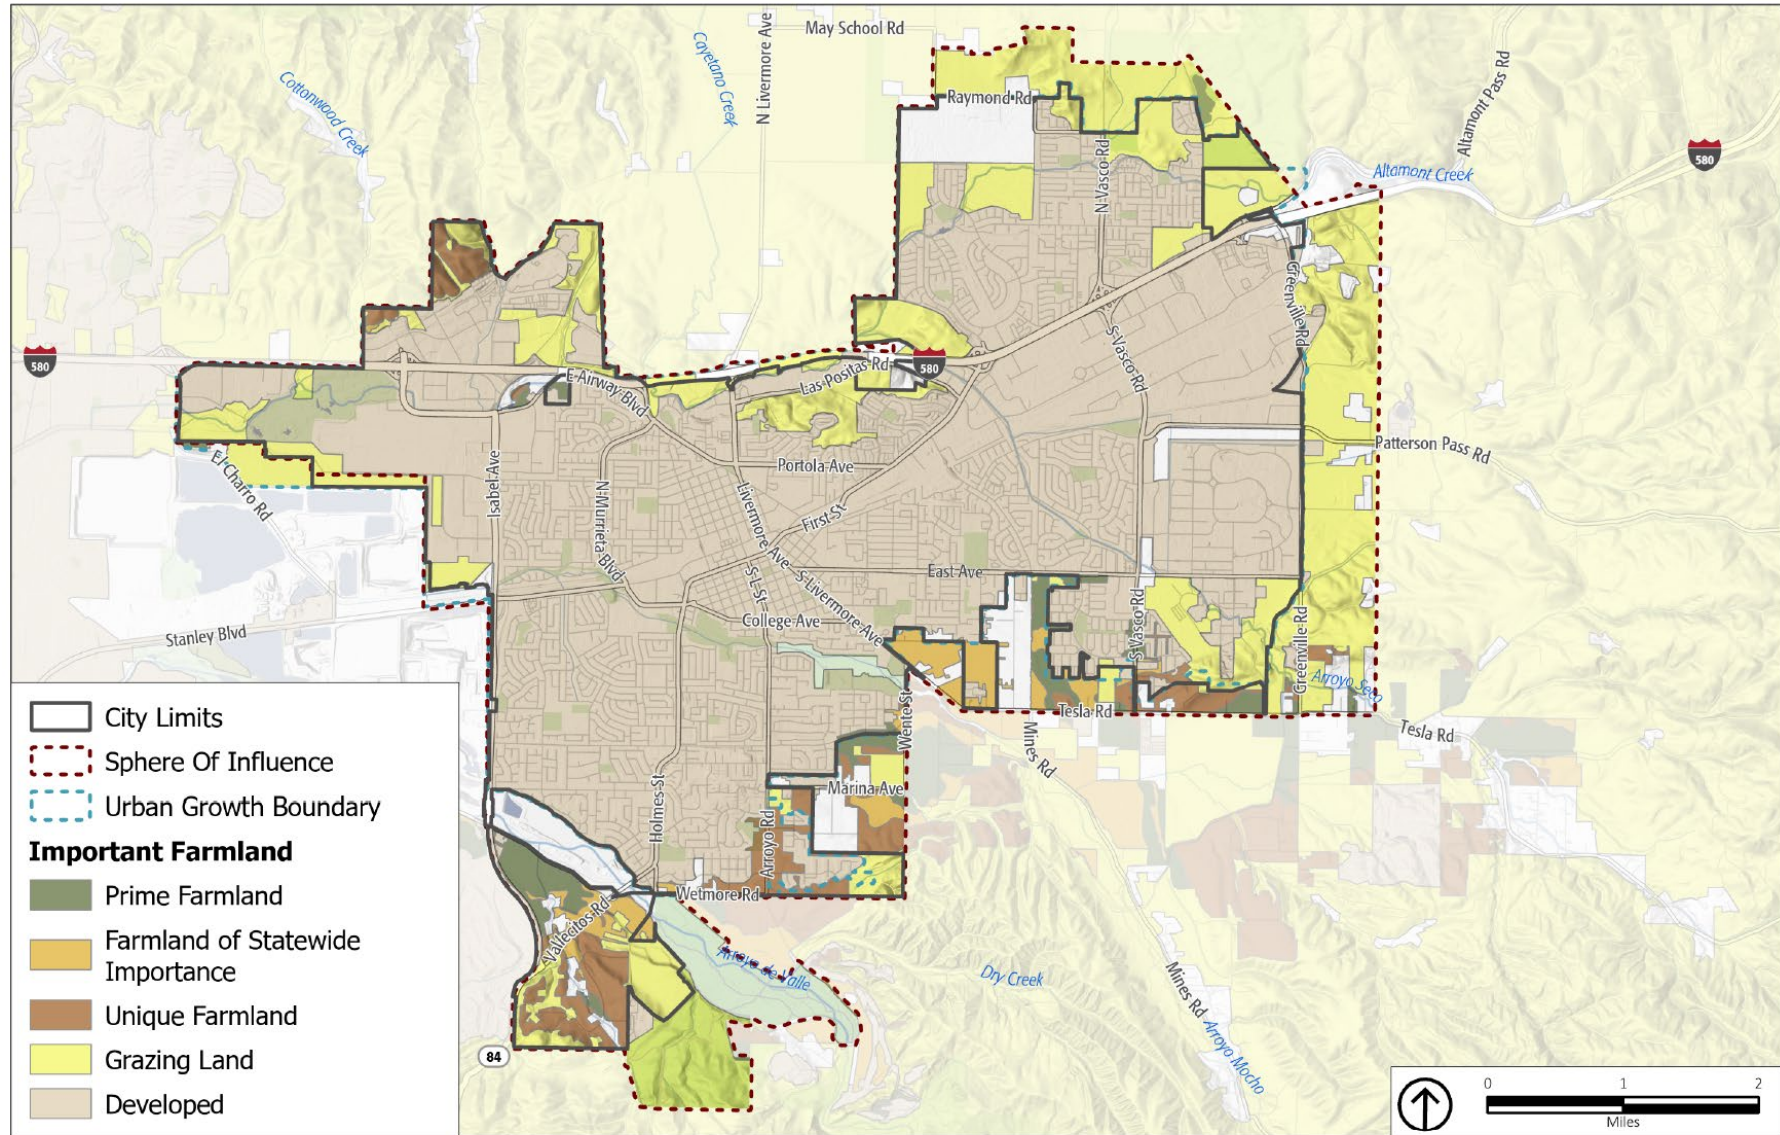 May School Rd
N Livermore Ave
Cayetano Creek
Cottonwood Creek
Altamont Pass Rd
Raymond Rd
N Vasco Rd
580
Altamont Creek
Greenville Rd
580
580
Las Positas Rd
E Airway Blvd
S Vasco Rd
Patterson Pass Rd
El Charro Rd
Isabel Ave
Portola Ave
N Murrieta Blvd
Livermore Ave
First St
East Ave
S L St
S Livermore Ave
College Ave
Stanley Blvd
S Vasco Rd
Greenville Rd
Arroyo Seco
Tesla Rd
Tesla Rd
Wente St
Mines Rd
Holmes St
Marina Ave
Arroyo Rd
Wetmore Rd
Vallecitos Rd
Arroyo de Valle
Dry Creek
Mines Rd
Arroyo Mocho
84
City Limits
Sphere Of Influence
Urban Growth Boundary
Important Farmland
Prime Farmland
Farmland of Statewide
Importance
Unique Farmland
Grazing Land
Developed
0 1 2
Miles